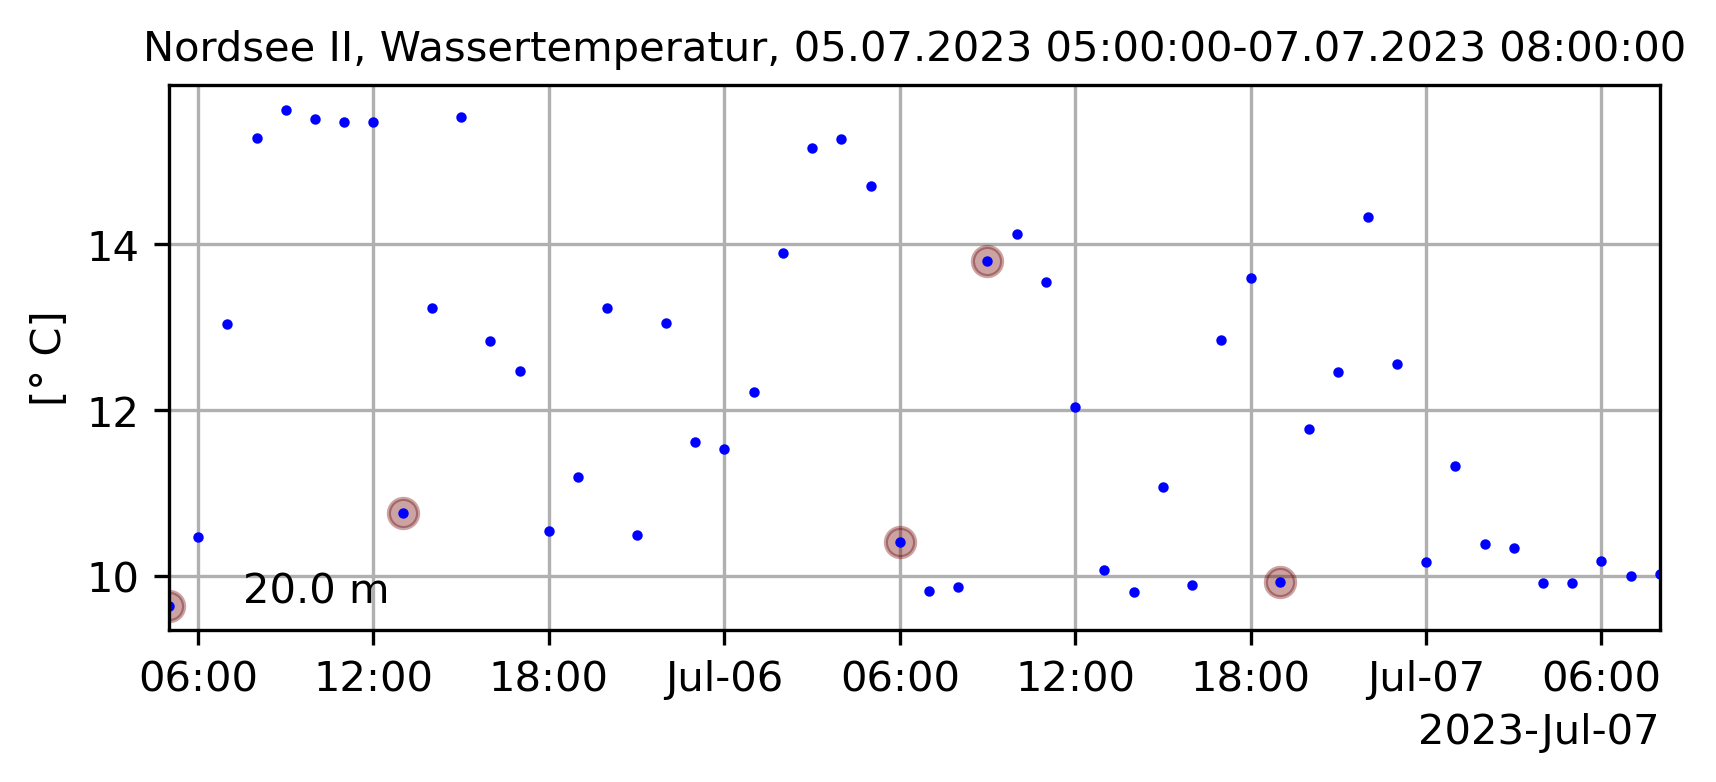 Nordsee II, Wassertemperatur, 05.07.2023 05:00:00-07.07.2023 08:00:00
[° C]
14
12
10
20.0 m
06:00 12:00 18:00 Jul-06 06:00 12:00 18:00 Jul-07 06:00
2023-Jul-07